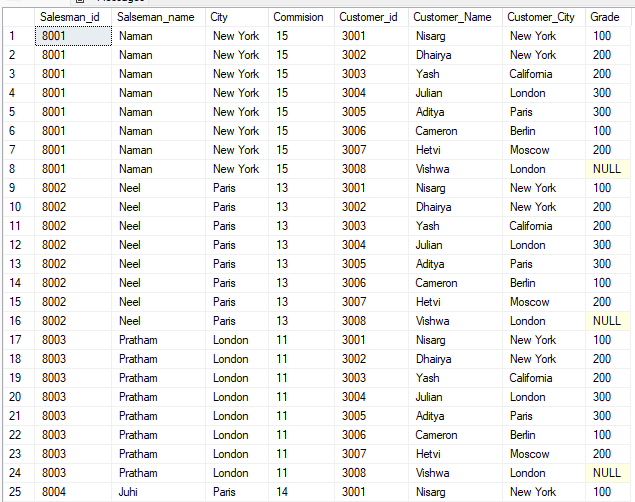 Salesman_id Salseman_name City Commision Customer_id Customer_Name Customer_City Grade
1 8001 Naman New York 15 3001 Nisarg New York 100
2 8001 Naman New York 15 3002 Dhairya New York 200
3 8001 Naman New York 15 3003 Yash California 200
4 8001 Naman New York 15 3004 Julian London 300
5 8001 Naman New York 15 3005 Aditya Paris 300
6 8001 Naman New York 15 3006 Cameron Berlin 100
7 8001 Naman New York 15 3007 Hetvi Moscow 200
8 8001 Naman New York 15 3008 Vishwa London NULL
9 8002 Neel Paris 13 3001 Nisarg New York 100
10 8002 Neel Paris 13 3002 Dhairya New York 200
11 8002 Neel Paris 13 3003 Yash California 200
12 8002 Neel Paris 13 3004 Julian London 300
13 8002 Neel Paris 13 3005 Aditya Paris 300
14 8002 Neel Paris 13 3006 Cameron Berlin 100
15 8002 Neel Paris 13 3007 Hetvi Moscow 200
16 8002 Neel Paris 13 3008 Vishwa London NULL
17 8003 Pratham London 11 3001 Nisarg New York 100
18 8003 Pratham London 11 3002 Dhairya New York 200
19 8003 Pratham London 11 3003 Yash California 200
20 8003 Pratham London 11 3004 Julian London 300
21 8003 Pratham London 11 3005 Aditya Paris 300
22 8003 Pratham London 11 3006 Cameron Berlin 100
23 8003 Pratham London 11 3007 Hetvi Moscow 200
24 8003 Pratham London 11 3008 Vishwa London NULL
25 8004 Juhi Paris 14 3001 Nisarg New York 100